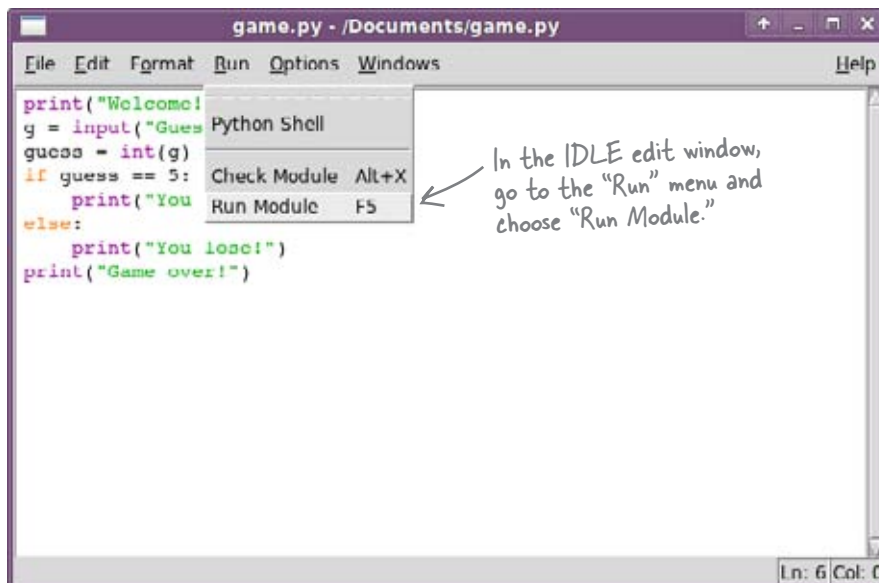 game.py - /Documents/game.py
File Edit Format Run Options Windows Help
print("Welcome!
g = input("Gues
guess = int(g)
if guess == 5:
print("You
else:
print("You lose!")
print("Game over!")
Python Shell
Check Module Alt+X
Run Module F5
In the IDLE edit window,
go to the “Run” menu and
choose “Run Module.”
Ln: 6 Col: 0